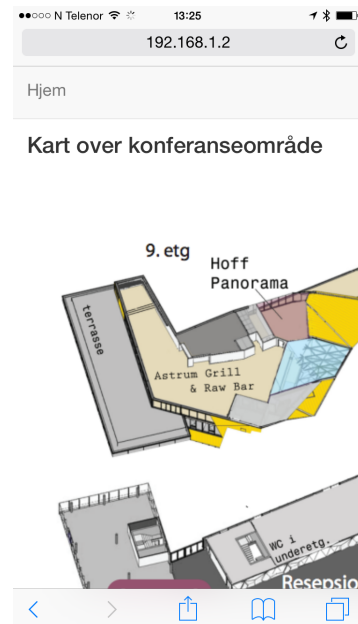 N Telenor 13:25
192.168.1.2
Hjem
Kart over konferanseområde
9. etg
Hoff
Panorama
terrasse
Astrum Grill
& Raw Bar
WC i
underetg.
Resepsjo